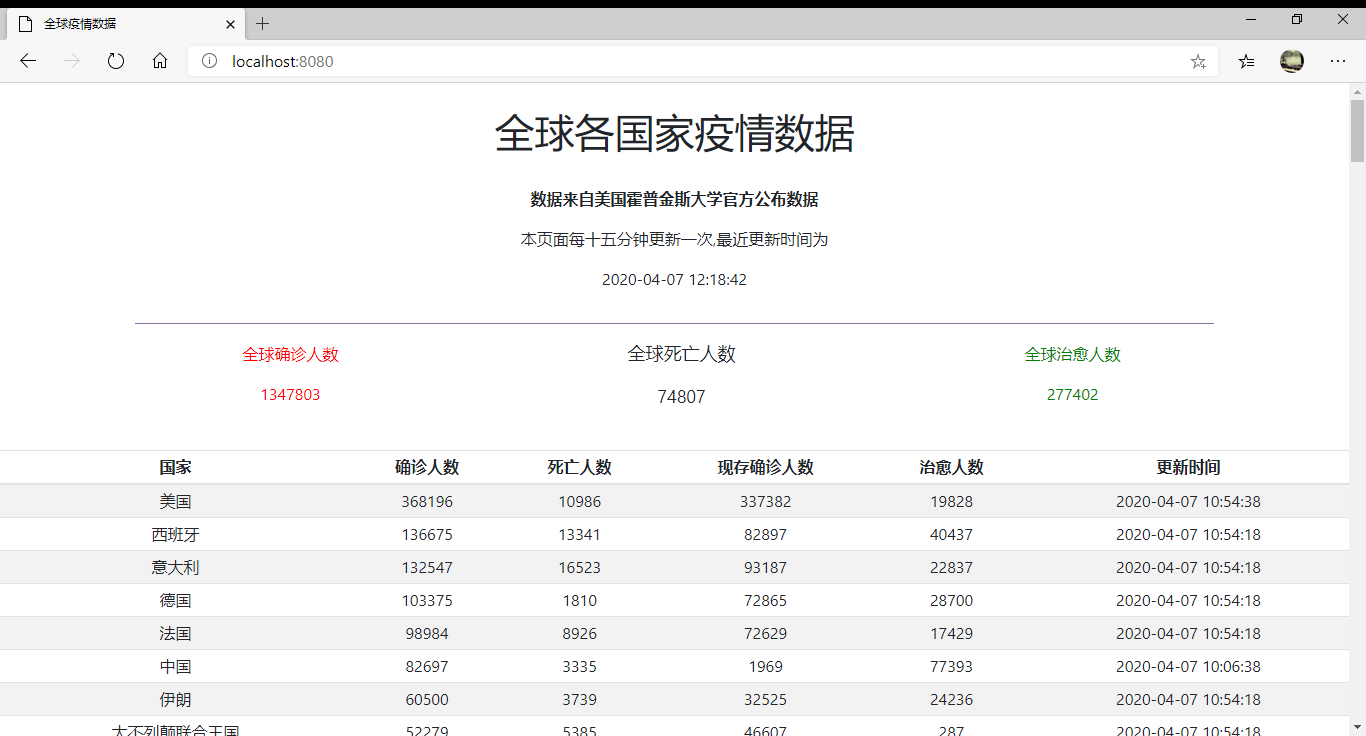 全球疫情数据
localhost:8080
全球各国家疫情数据
数据来自美国霍普金斯大学官方公布数据
本页面每十五分钟更新一次,最近更新时间为
2020-04-07 12:18:42
全球确诊人数 全球死亡人数 全球治愈人数
1347803 74807 277402
国家 确诊人数 死亡人数 现存确诊人数 治愈人数 更新时间
美国 368196 10986 337382 19828 2020-04-07 10:54:38
西班牙 136675 13341 82897 40437 2020-04-07 10:54:18
意大利 132547 16523 93187 22837 2020-04-07 10:54:18
德国 103375 1810 72865 28700 2020-04-07 10:54:18
法国 98984 8926 72629 17429 2020-04-07 10:54:18
中国 82697 3335 1969 77393 2020-04-07 10:06:38
伊朗 60500 3739 32525 24236 2020-04-07 10:54:18
大不列颠联合王国 52279 5385 46607 287 2020-04-07 10:54:18